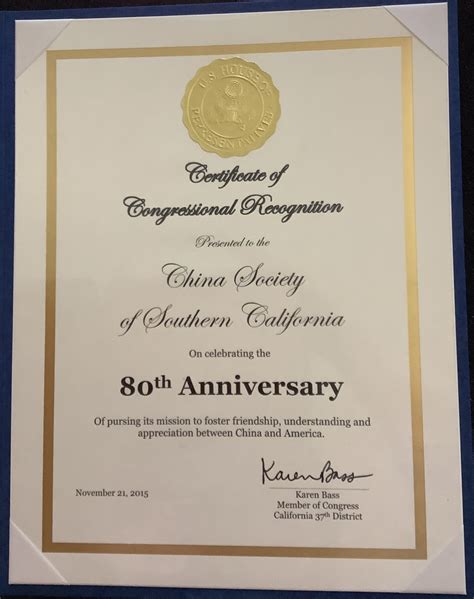 U.S. HOUSE OF REPRESENTATIVES
Certificate of
Congressional Recognition
Presented to the
China Society
of Southern California
On celebrating the
80th Anniversary
Of pursing its mission to foster friendship, understanding and
appreciation between China and America.
Karen Bass
November 21, 2015
Karen Bass
Member of Congress
California 37th District